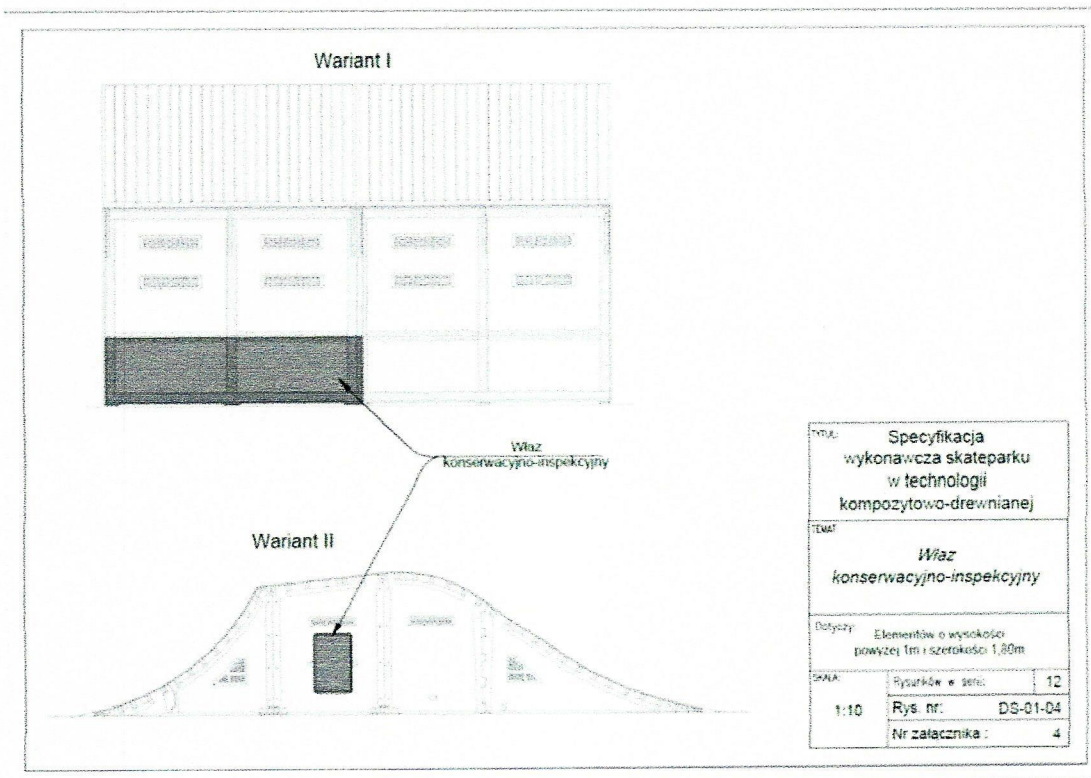 Wariant I
Właz
konserwacyjno-inspekcyjny
Wariant II
TYTUŁ:
Specyfikacja
wykonawcza skateparku
w technologii
kompozytowo-drewnianej
TEMAT
Właz
konserwacyjno-inspekcyjny
Dotyczy:
Elementów o wysokości
powyżej 1m i szerokości 1,80m
SKALA:
1:10
Rysunków w serii: 12
Rys. nr: DS-01-04
Nr załącznika : 4